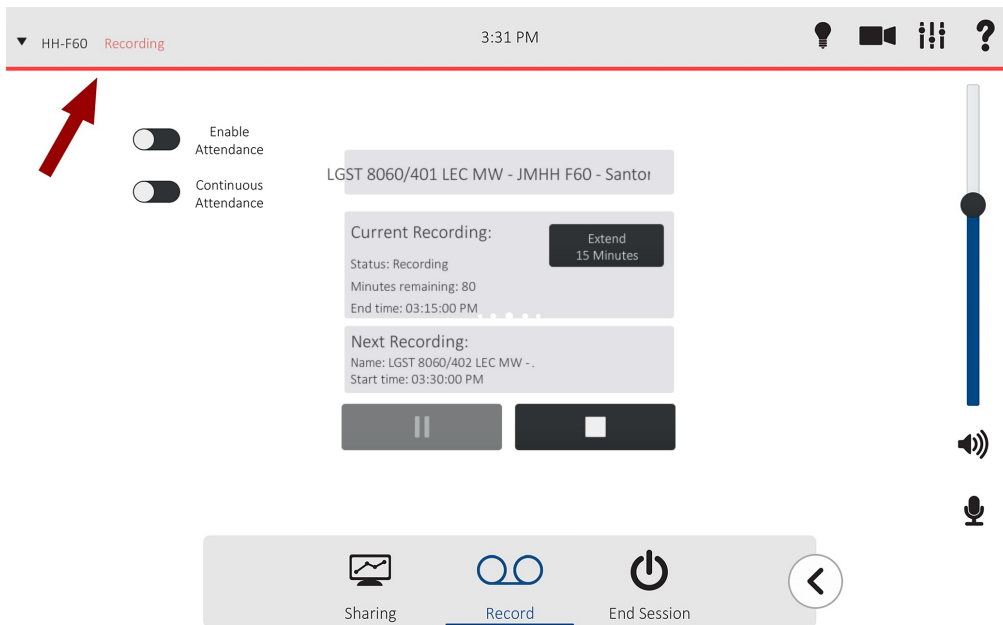 HH-F60 Recording 3:31 PM ?
Enable
Attendance
Continuous
Attendance
LGST 8060/401 LEC MW - JMHH F60 - Santor
Current Recording:
Extend
15 Minutes
Status: Recording
Minutes remaining: 80
End time: 03:15:00 PM
Next Recording:
Name: LGST 8060/402 LEC MW - .
Start time: 03:30:00 PM
Sharing Record End Session